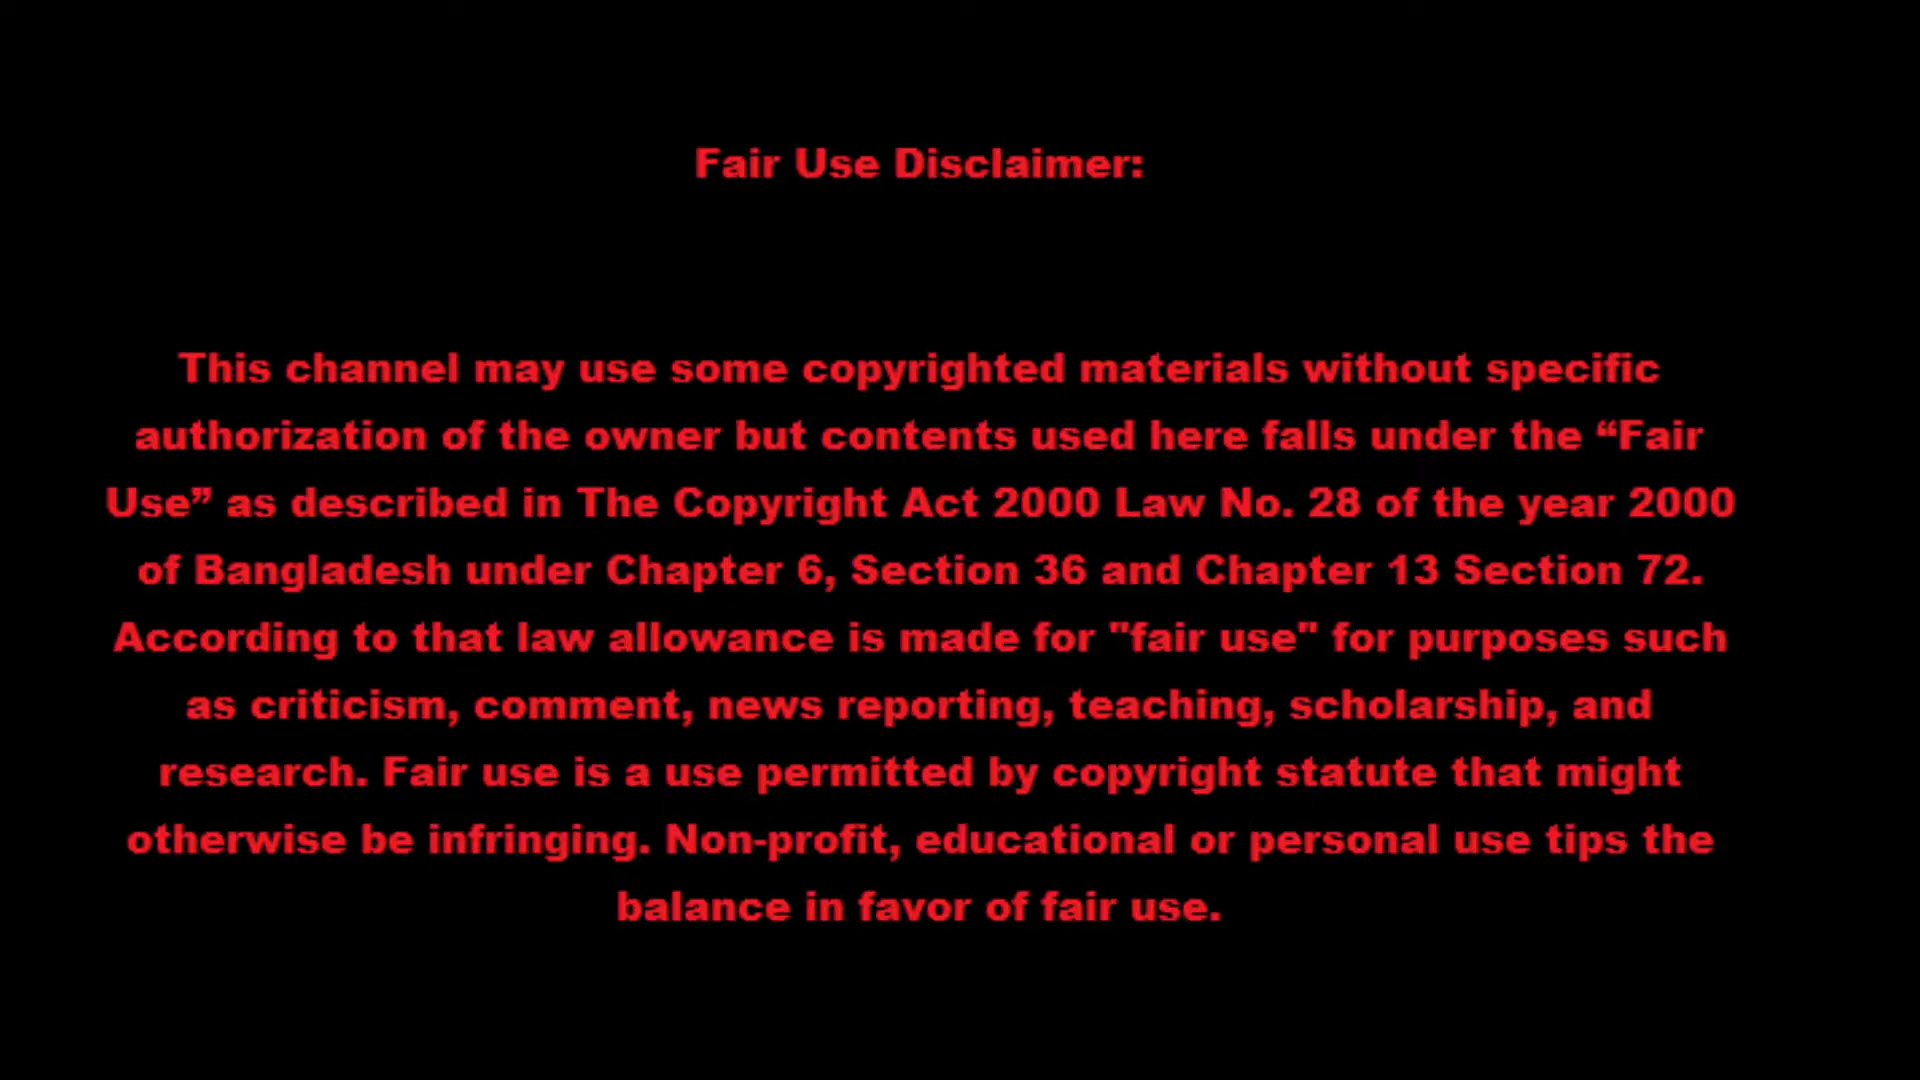 Fair Use Disclaimer:
This channel may use some copyrighted materials without specific
authorization of the owner but contents used here falls under the “Fair
Use” as described in The Copyright Act 2000 Law No. 28 of the year 2000
of Bangladesh under Chapter 6, Section 36 and Chapter 13 Section 72.
According to that law allowance is made for "fair use" for purposes such
as criticism, comment, news reporting, teaching, scholarship, and
research. Fair use is a use permitted by copyright statute that might
otherwise be infringing. Non-profit, educational or personal use tips the
balance in favor of fair use.